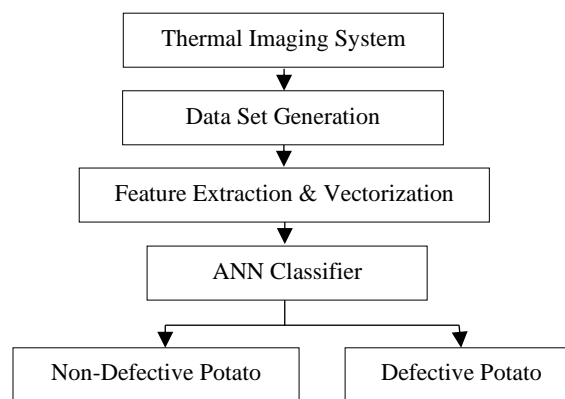 Thermal Imaging System
Data Set Generation
Feature Extraction & Vectorization
ANN Classifier
Non-Defective Potato
Defective Potato